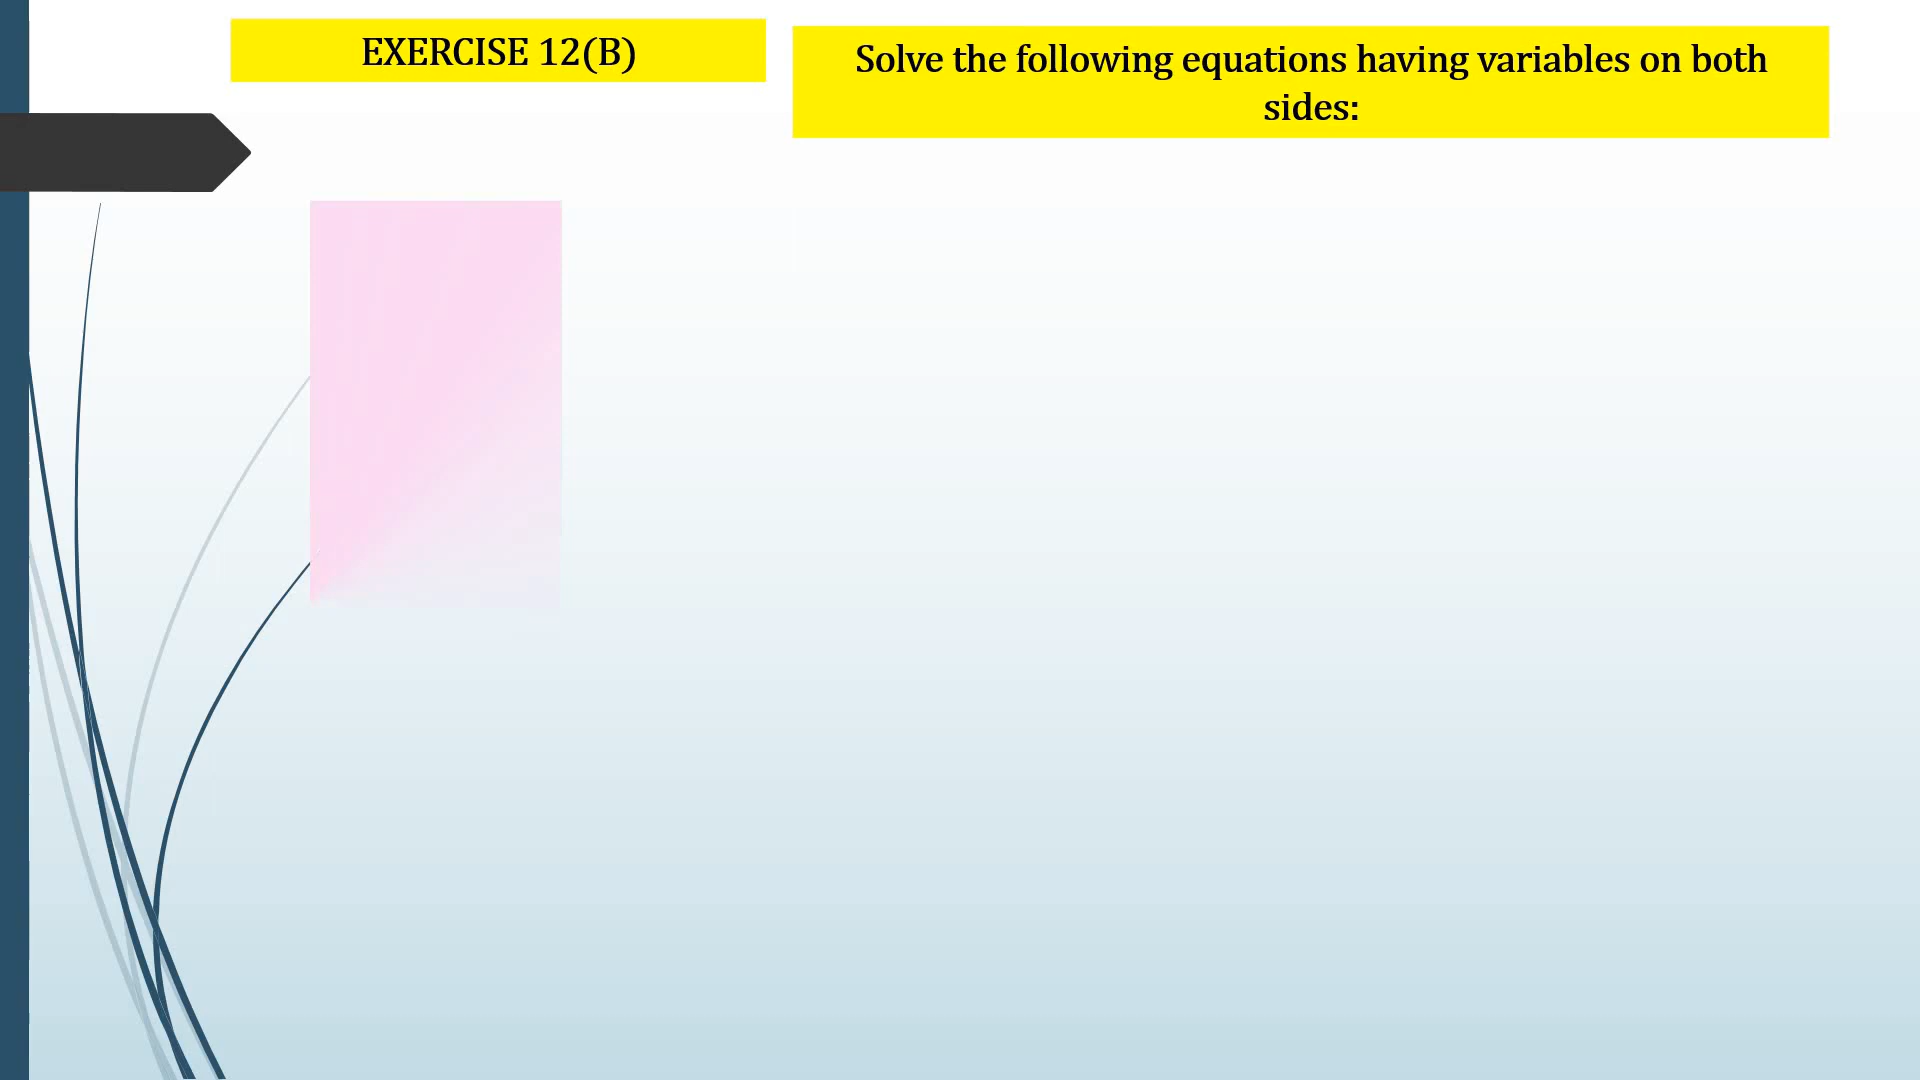 EXERCISE 12(B)
Solve the following equations having variables on both
sides: